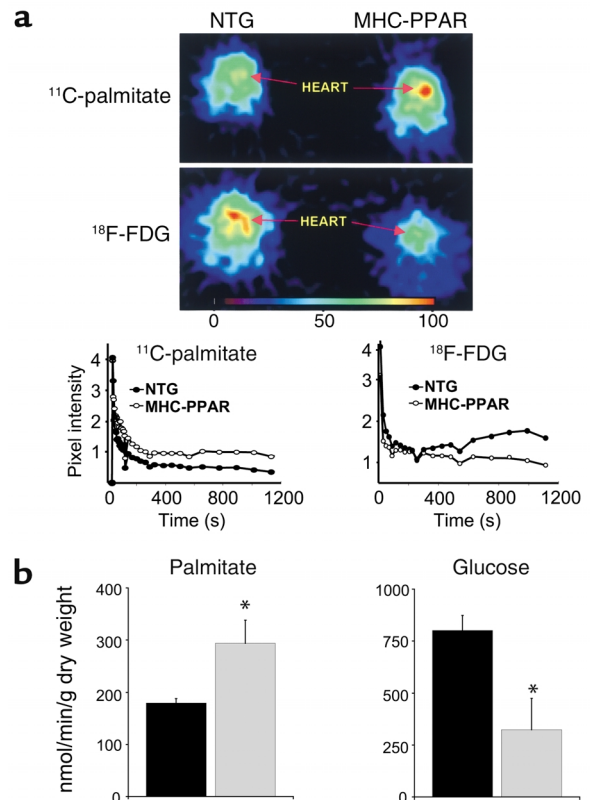 a
NTG MHC-PPAR
¹¹C-palmitate
HEART
¹⁸F-FDG
HEART
0 50 100
¹¹C-palmitate
Pixel intensity
4
3
2
1
NTG
MHC-PPAR
0 400 800 1200
Time (s)
¹⁸F-FDG
4
3
2
1
NTG
MHC-PPAR
0 400 800 1200
Time (s)
b
Palmitate
nmol/min/g dry weight
400
300
200
100
0
*
Glucose
1000
750
500
250
0
*